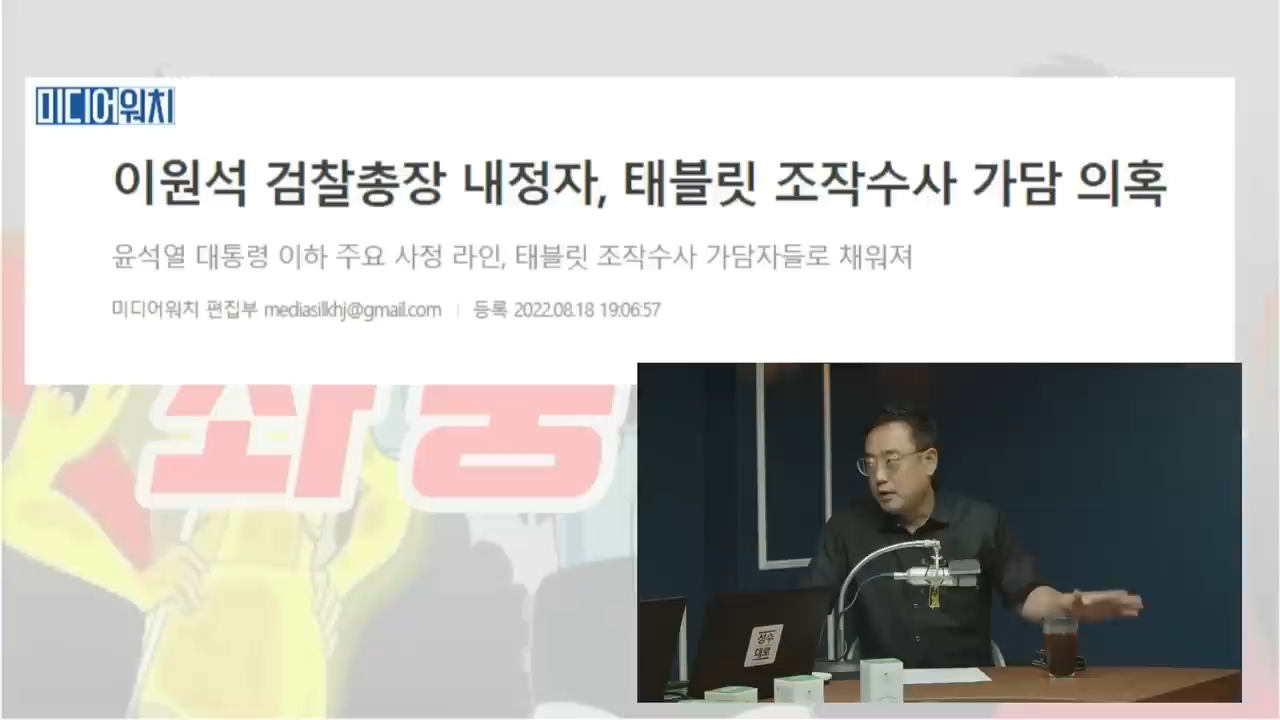 미디어워치
이원석 검찰총장 내정자, 태블릿 조작수사 가담 의혹
윤석열 대통령 이하 주요 사정 라인, 태블릿 조작수사 가담자들로 채워져
미디어워치 편집부 mediasilkhj@gmail.com | 등록 2022.08.18 19:06:57
좌중
성수
대로